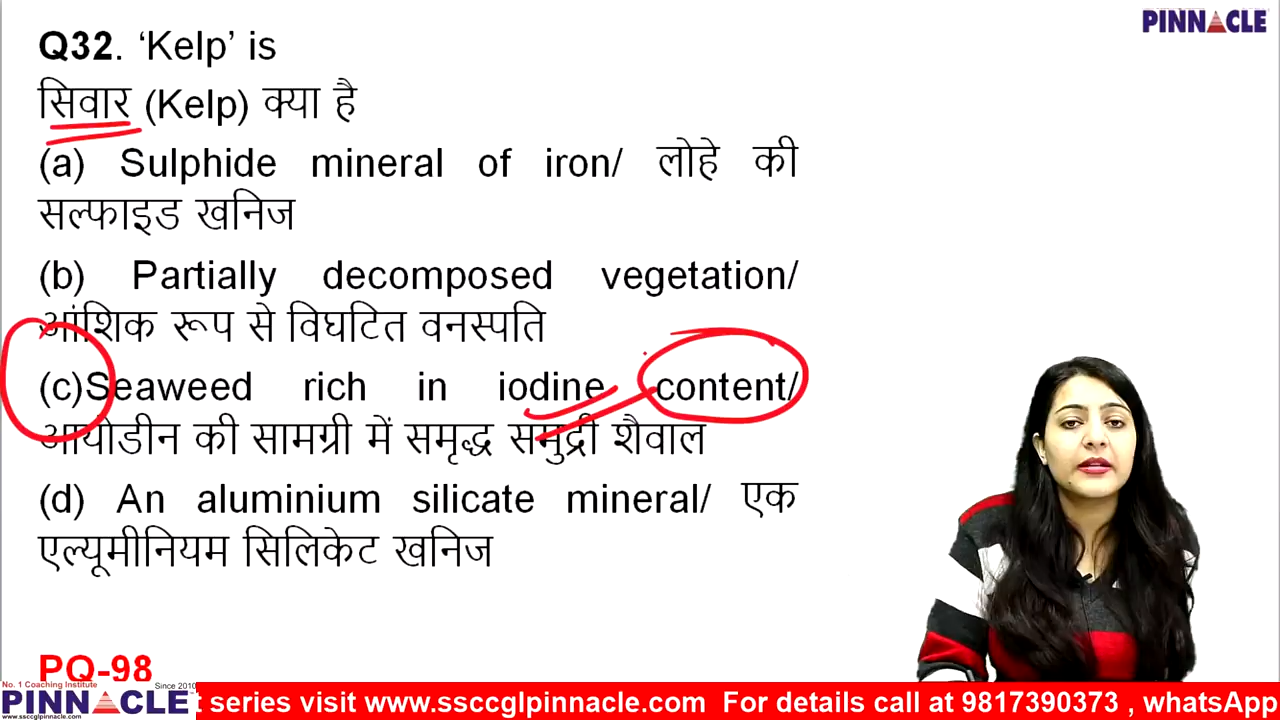 PINNACLE
Q32. ‘Kelp’ is
सिवार (Kelp) क्या है
(a) Sulphide mineral of iron/ लोहे की
सल्फाइड खनिज
(b) Partially decomposed vegetation/
आंशिक रूप से विघटित वनस्पति
(c)Seaweed rich in iodine content/
आयोडीन की सामग्री में समृद्ध समुद्री शैवाल
(d) An aluminium silicate mineral/ एक
एल्यूमीनियम सिलिकेट खनिज
PQ-98
No. 1 Coaching Institute Since 2010
PINNACLE
www.ssccglpinnacle.com
t series visit www.ssccglpinnacle.com For details call at 9817390373 , whatsApp